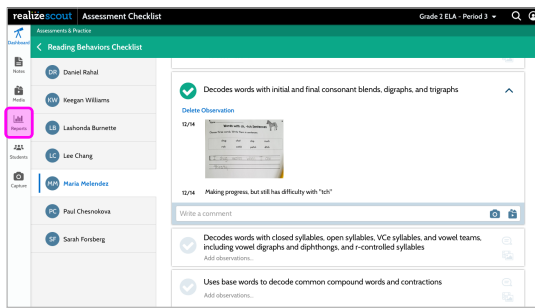 realizescout Assessment Checklist
Grade 2 ELA - Period 3
Dashboard
Assessments & Practice
Reading Behaviors Checklist
Notes
Media
Reports
Students
Capture
DR Daniel Rahal
KW Keegan Williams
LB Lashonda Burnette
LC Lee Chang
MM Maria Melendez
PC Paul Chesnokova
SF Sarah Forsberg
Decodes words with initial and final consonant blends, digraphs, and trigraphs
Delete Observation
12/14
12/14 Making progress, but still has difficulty with "tch"
Write a comment
Decodes words with closed syllables, open syllables, VCe syllables, and vowel teams,
including vowel digraphs and diphthongs, and r-controlled syllables
Add observations...
Uses base words to decode common compound words and contractions
Add observations...